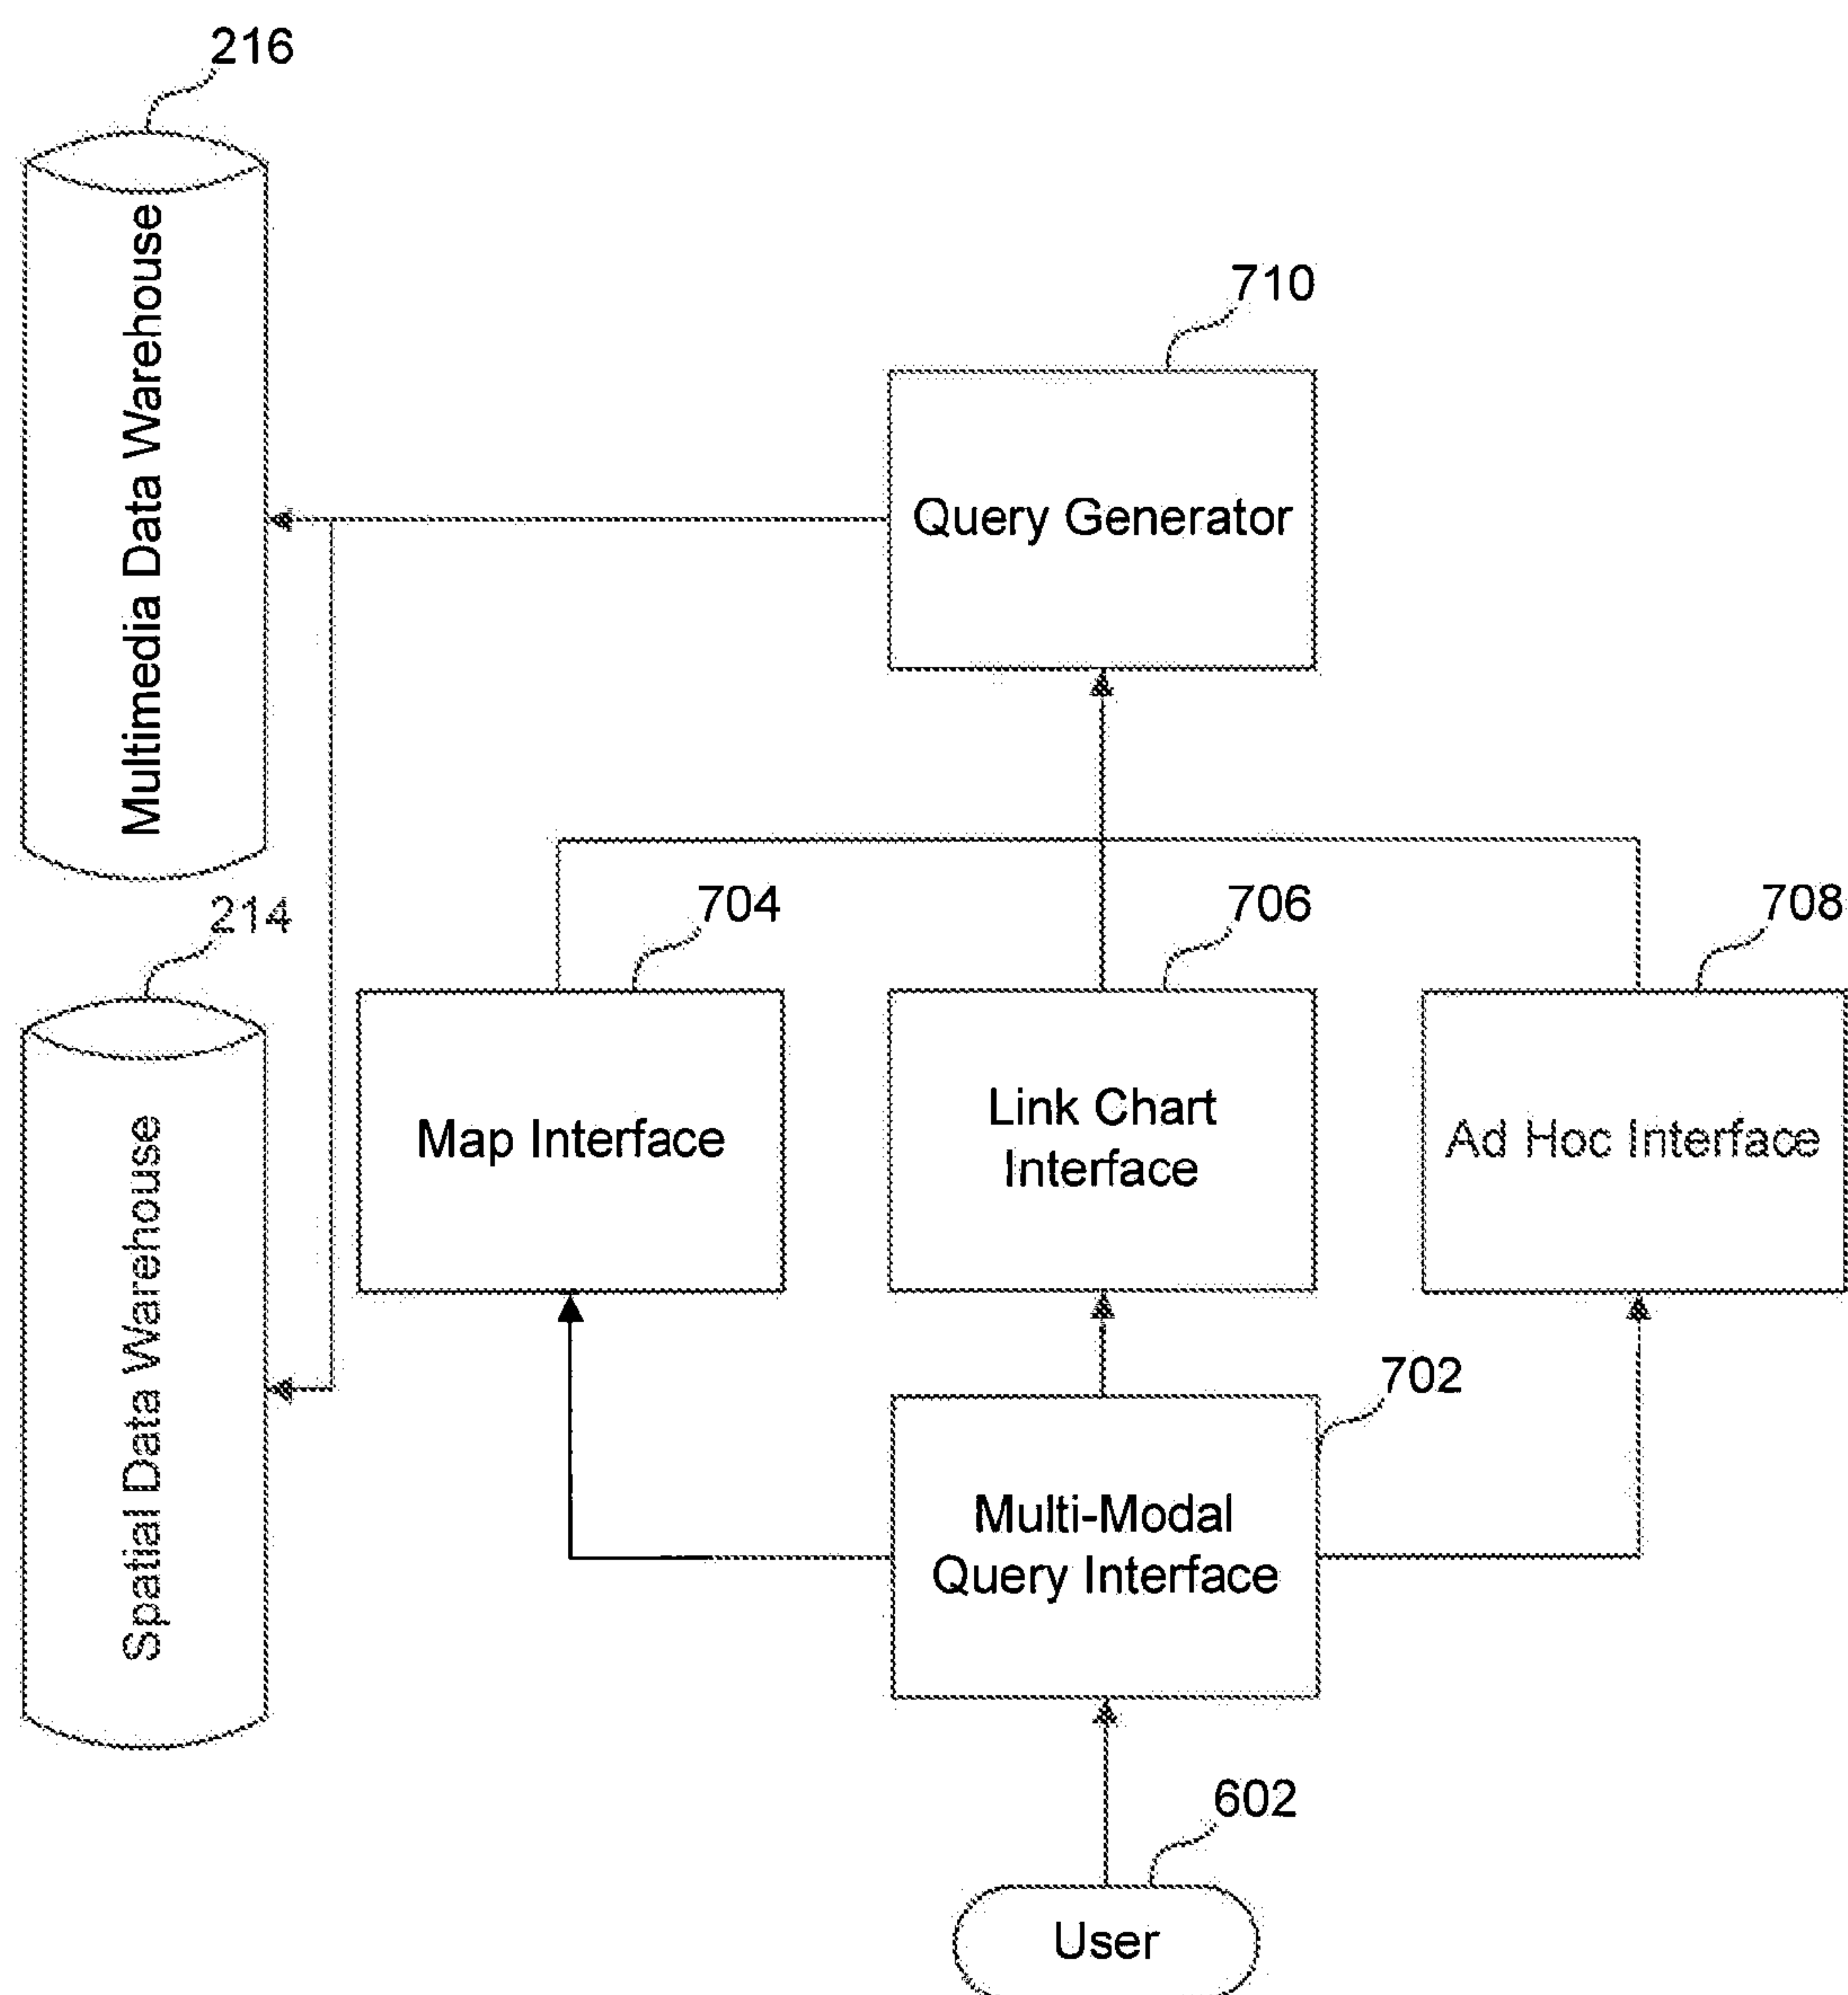 216
Multimedia Data Warehouse
710
Query Generator
214
704
706
708
Spatial Data Warehouse
Map Interface
Link Chart
Interface
Ad Hoc Interface
702
Multi-Modal
Query Interface
602
User